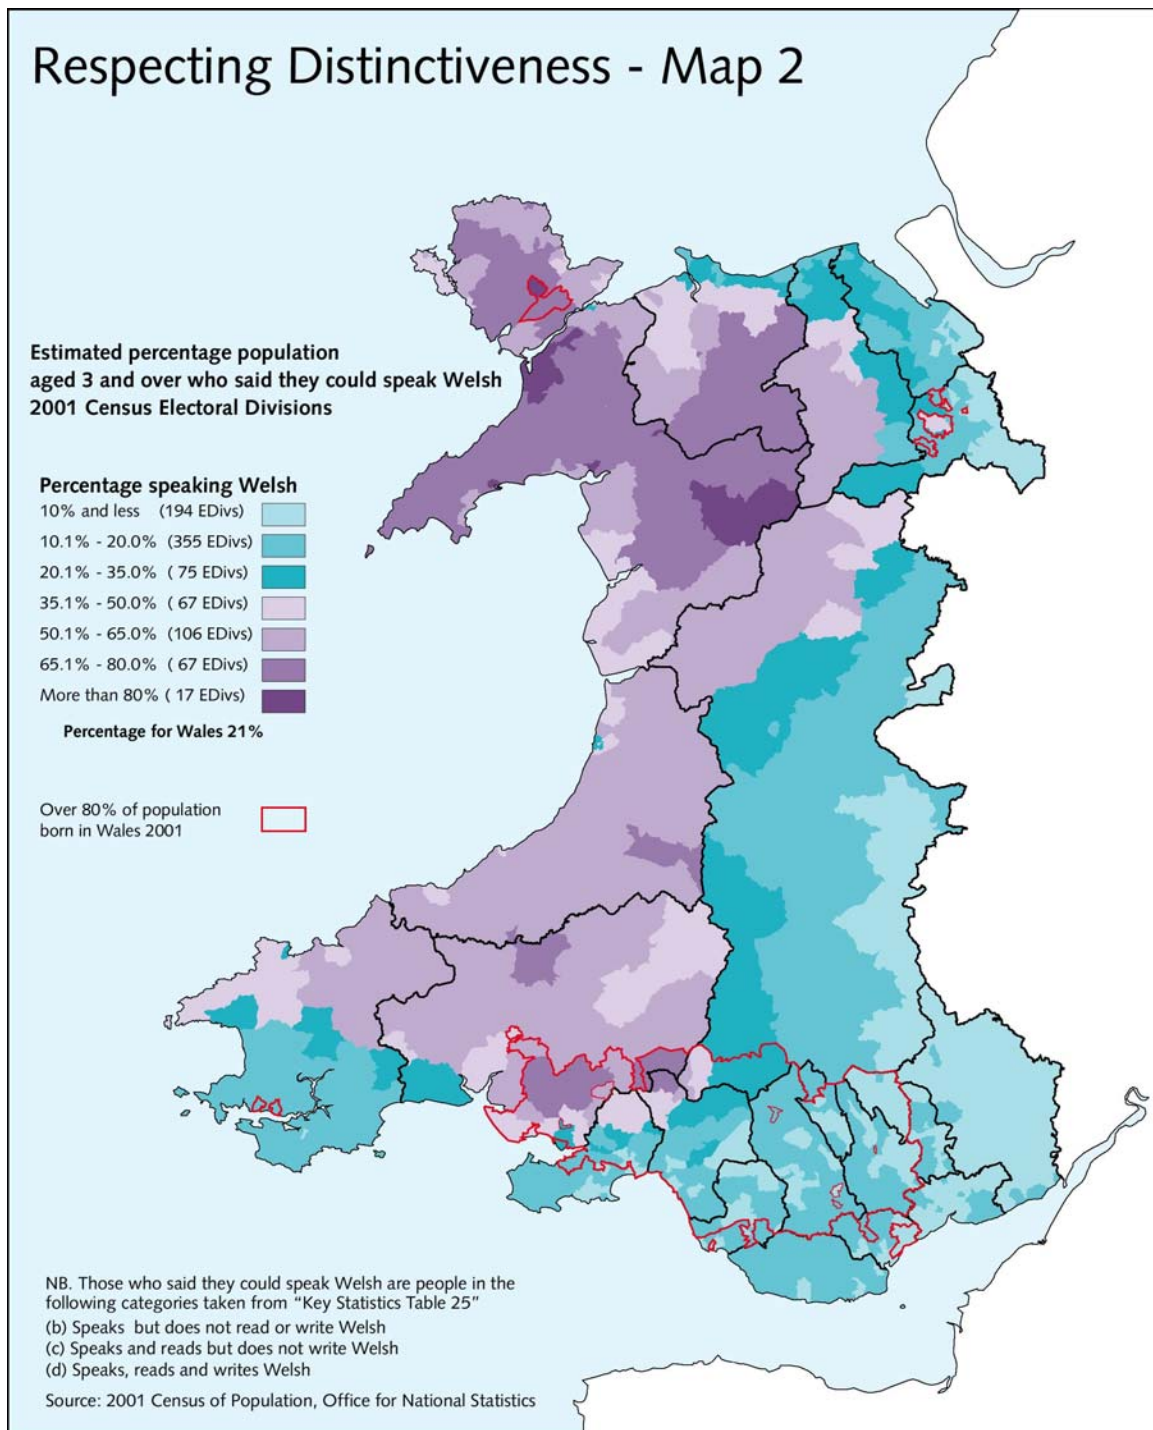 Respecting Distinctiveness - Map 2
Estimated percentage population
aged 3 and over who said they could speak Welsh
2001 Census Electoral Divisions
Percentage speaking Welsh
10% and less (194 EDivs)
10.1% - 20.0% (355 EDivs)
20.1% - 35.0% ( 75 EDivs)
35.1% - 50.0% ( 67 EDivs)
50.1% - 65.0% (106 EDivs)
65.1% - 80.0% ( 67 EDivs)
More than 80% ( 17 EDivs)
Percentage for Wales 21%
Over 80% of population
born in Wales 2001
NB. Those who said they could speak Welsh are people in the
following categories taken from “Key Statistics Table 25”
(b) Speaks but does not read or write Welsh
(c) Speaks and reads but does not write Welsh
(d) Speaks, reads and writes Welsh
Source: 2001 Census of Population, Office for National Statistics